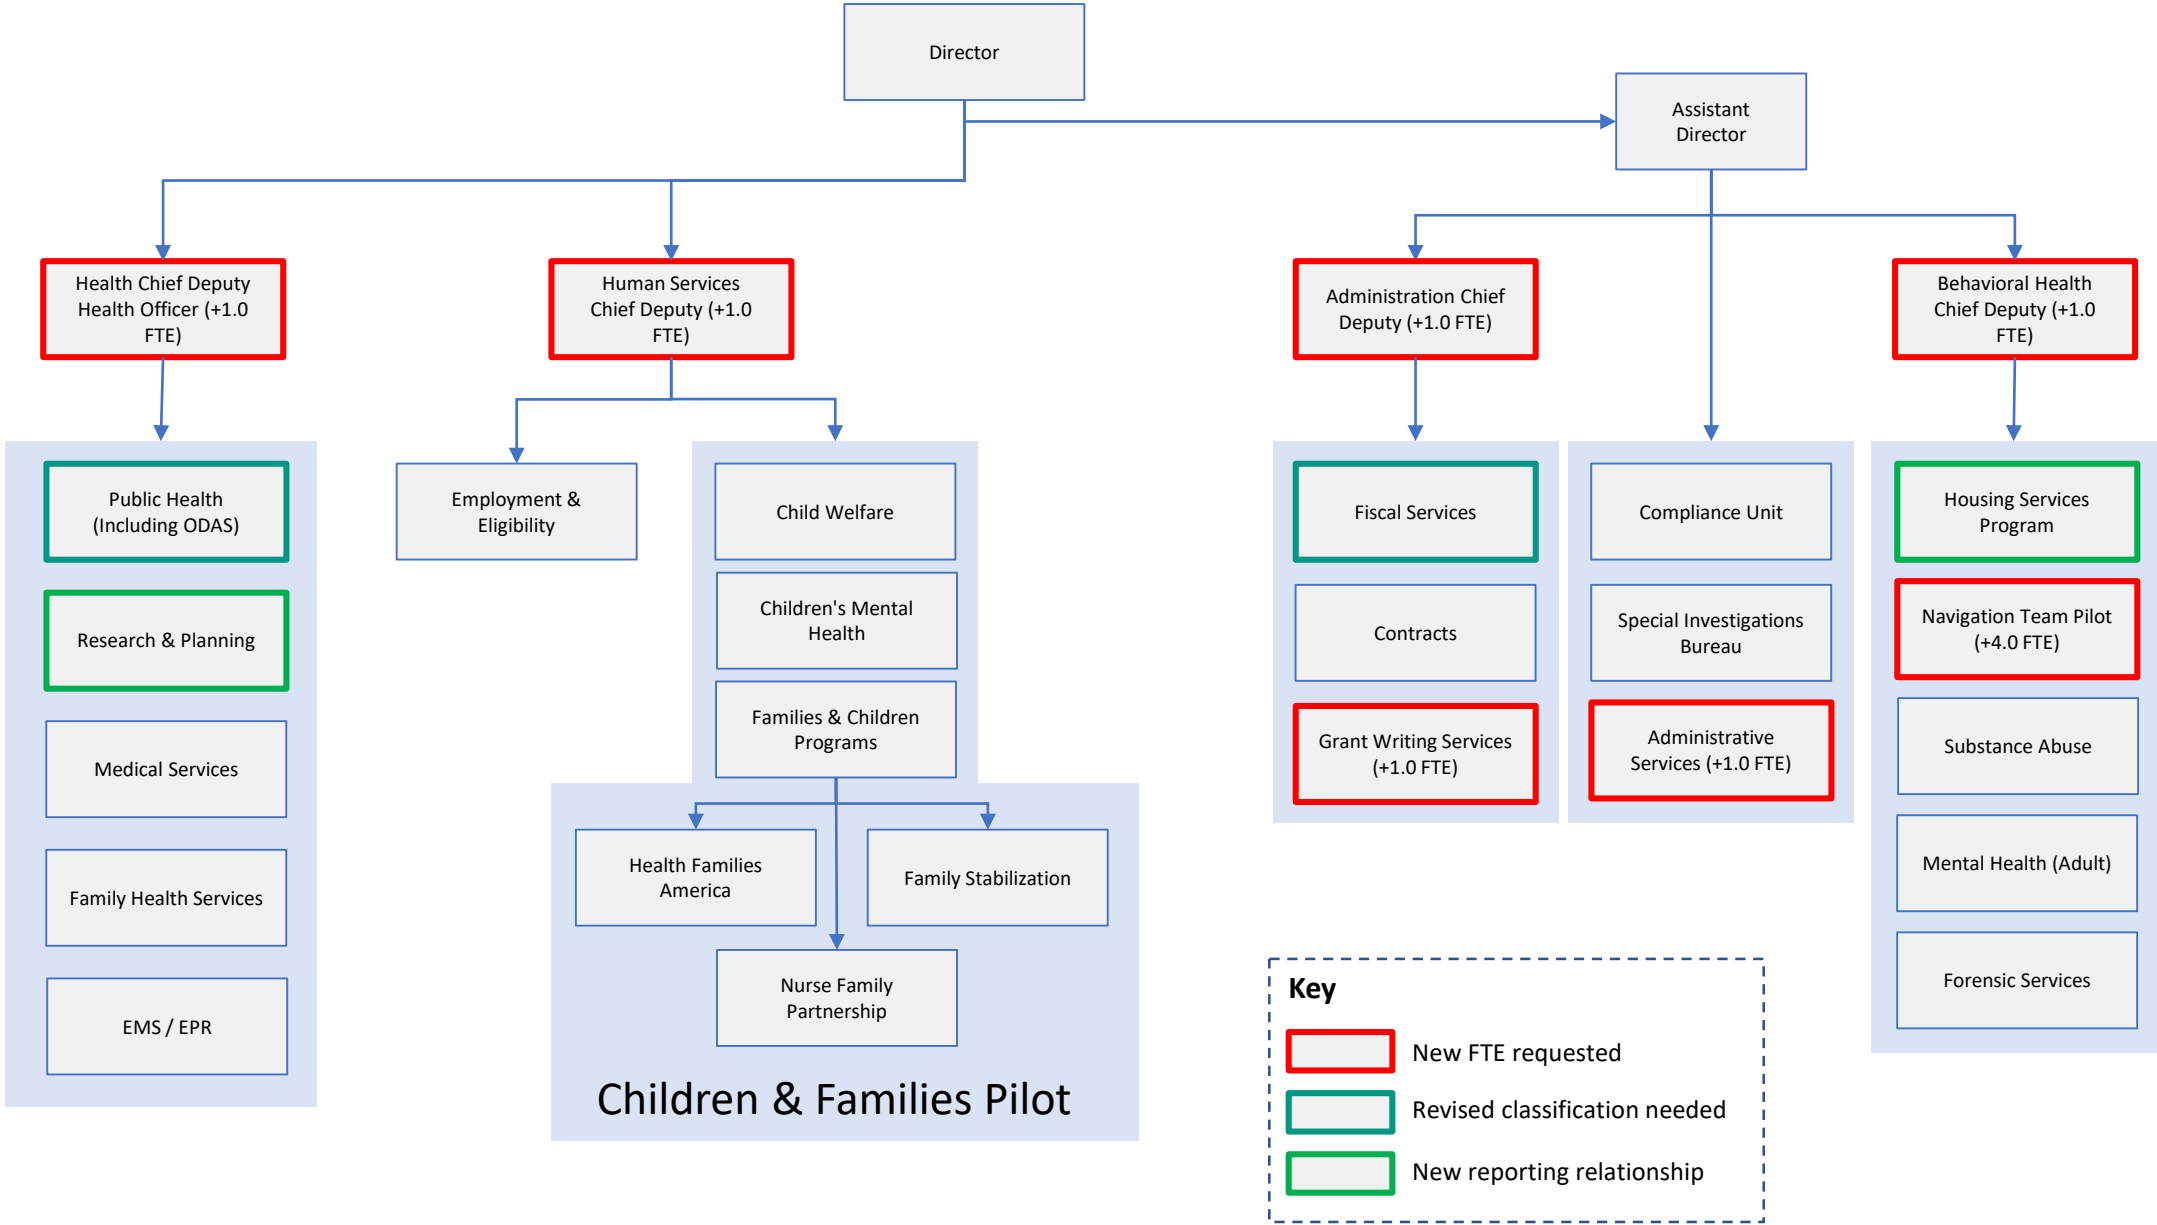 Director
Assistant
Director
Health Chief Deputy
Health Officer (+1.0
FTE)
Human Services
Chief Deputy (+1.0
FTE)
Administration Chief
Deputy (+1.0 FTE)
Behavioral Health
Chief Deputy (+1.0
FTE)
Public Health
(Including ODAS)
Research & Planning
Medical Services
Family Health Services
EMS / EPR
Employment &
Eligibility
Child Welfare
Children's Mental
Health
Families & Children
Programs
Health Families
America
Family Stabilization
Nurse Family
Partnership
Children & Families Pilot
Fiscal Services
Contracts
Grant Writing Services
(+1.0 FTE)
Compliance Unit
Special Investigations
Bureau
Administrative
Services (+1.0 FTE)
Housing Services
Program
Navigation Team Pilot
(+4.0 FTE)
Substance Abuse
Mental Health (Adult)
Forensic Services
Key
New FTE requested
Revised classification needed
New reporting relationship